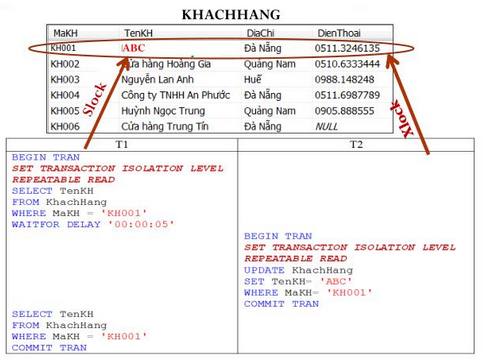 KHACHHANG
MaKH TenKH DiaChi DienThoai
KH001 ABC Đà Nẵng 0511.3246135
KH002 Cửa hàng Hoàng Gia Quảng Nam 0510.6333444
KH003 Nguyễn Lan Anh Huế 0988.148248
KH004 Công ty TNHH An Phước Đà Nẵng 0511.6987789
KH005 Huỳnh Ngọc Trung Quảng Nam 0905.888555
KH006 Cửa hàng Trung Tín Đà Nẵng NULL
Slock
Xlock
T1
BEGIN TRAN
SET TRANSACTION ISOLATION LEVEL
REPEATABLE READ
SELECT TenKH
FROM KhachHang
WHERE MaKH = 'KH001'
WAITFOR DELAY '00:00:05'
SELECT TenKH
FROM KhachHang
WHERE MaKH = 'KH001'
COMMIT TRAN
T2
BEGIN TRAN
SET TRANSACTION ISOLATION LEVEL
REPEATABLE READ
UPDATE KhachHang
SET TenKH= 'ABC'
WHERE MaKH= 'KH001'
COMMIT TRAN